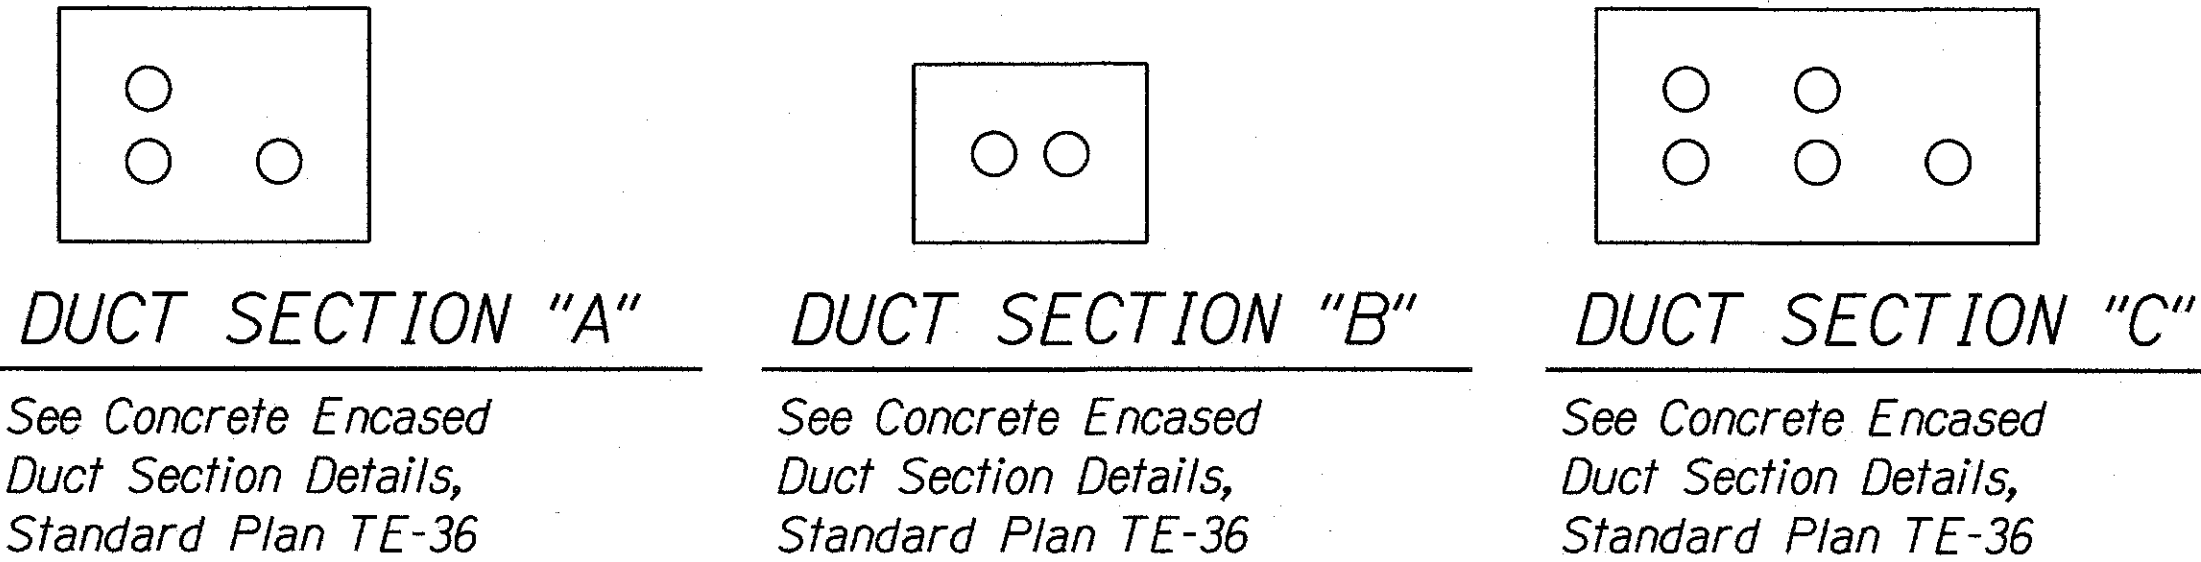 DUCT SECTION "A"
See Concrete Encased
Duct Section Details,
Standard Plan TE-36
DUCT SECTION "B"
See Concrete Encased
Duct Section Details,
Standard Plan TE-36
DUCT SECTION "C"
See Concrete Encased
Duct Section Details,
Standard Plan TE-36